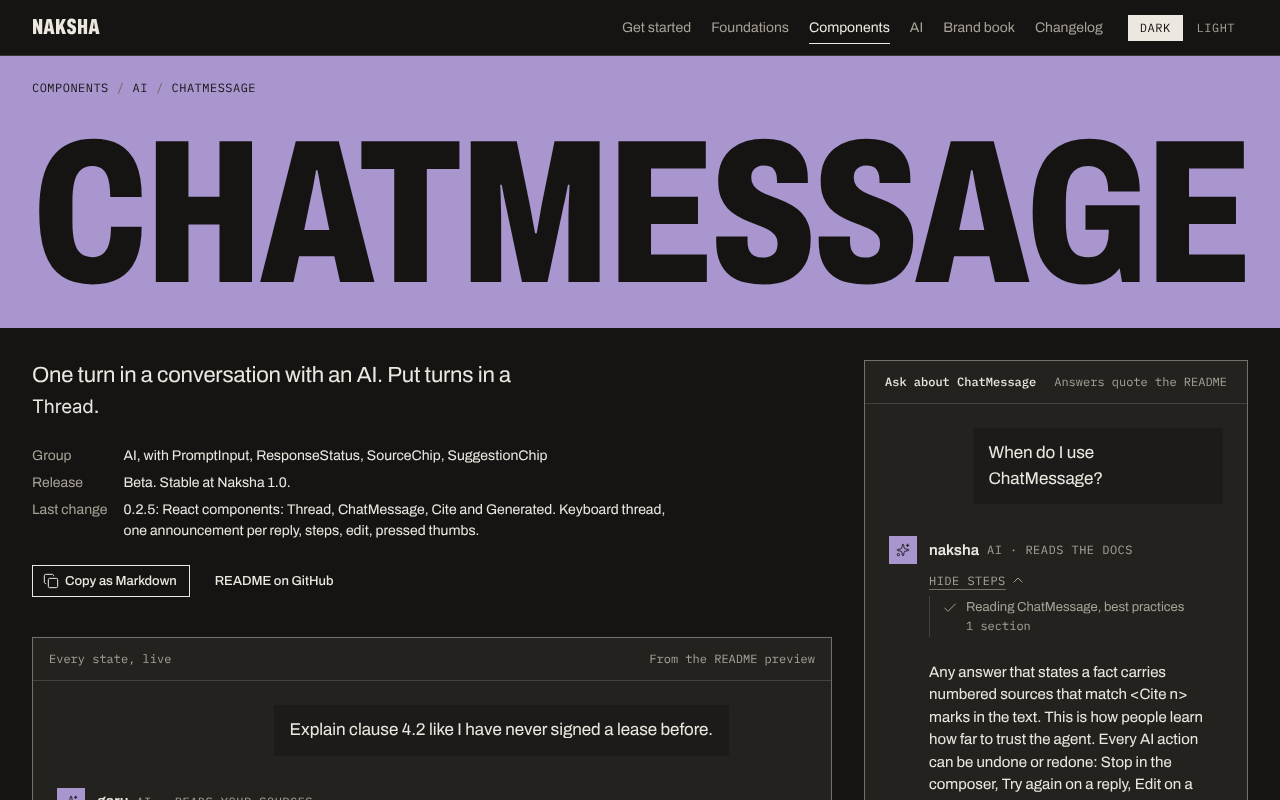 NAKSHA
Get started
Foundations
Components
AI
Brand book
Changelog
DARK
LIGHT
COMPONENTS / AI / CHATMESSAGE
CHATMESSAGE
One turn in a conversation with an AI. Put turns in a
Thread.
Group AI, with PromptInput, ResponseStatus, SourceChip, SuggestionChip
Release Beta. Stable at Naksha 1.0.
Last change 0.2.5: React components: Thread, ChatMessage, Cite and Generated. Keyboard thread,
one announcement per reply, steps, edit, pressed thumbs.
Copy as Markdown
README on GitHub
Every state, live
From the README preview
Explain clause 4.2 like I have never signed a lease before.
Ask about ChatMessage
Answers quote the README
When do I use
ChatMessage?
naksha AI · READS THE DOCS
HIDE STEPS
Reading ChatMessage, best practices
1 section
Any answer that states a fact carries
numbered sources that match <Cite n>
marks in the text. This is how people learn
how far to trust the agent. Every AI action
can be undone or redone: Stop in the
composer, Try again on a reply, Edit on a